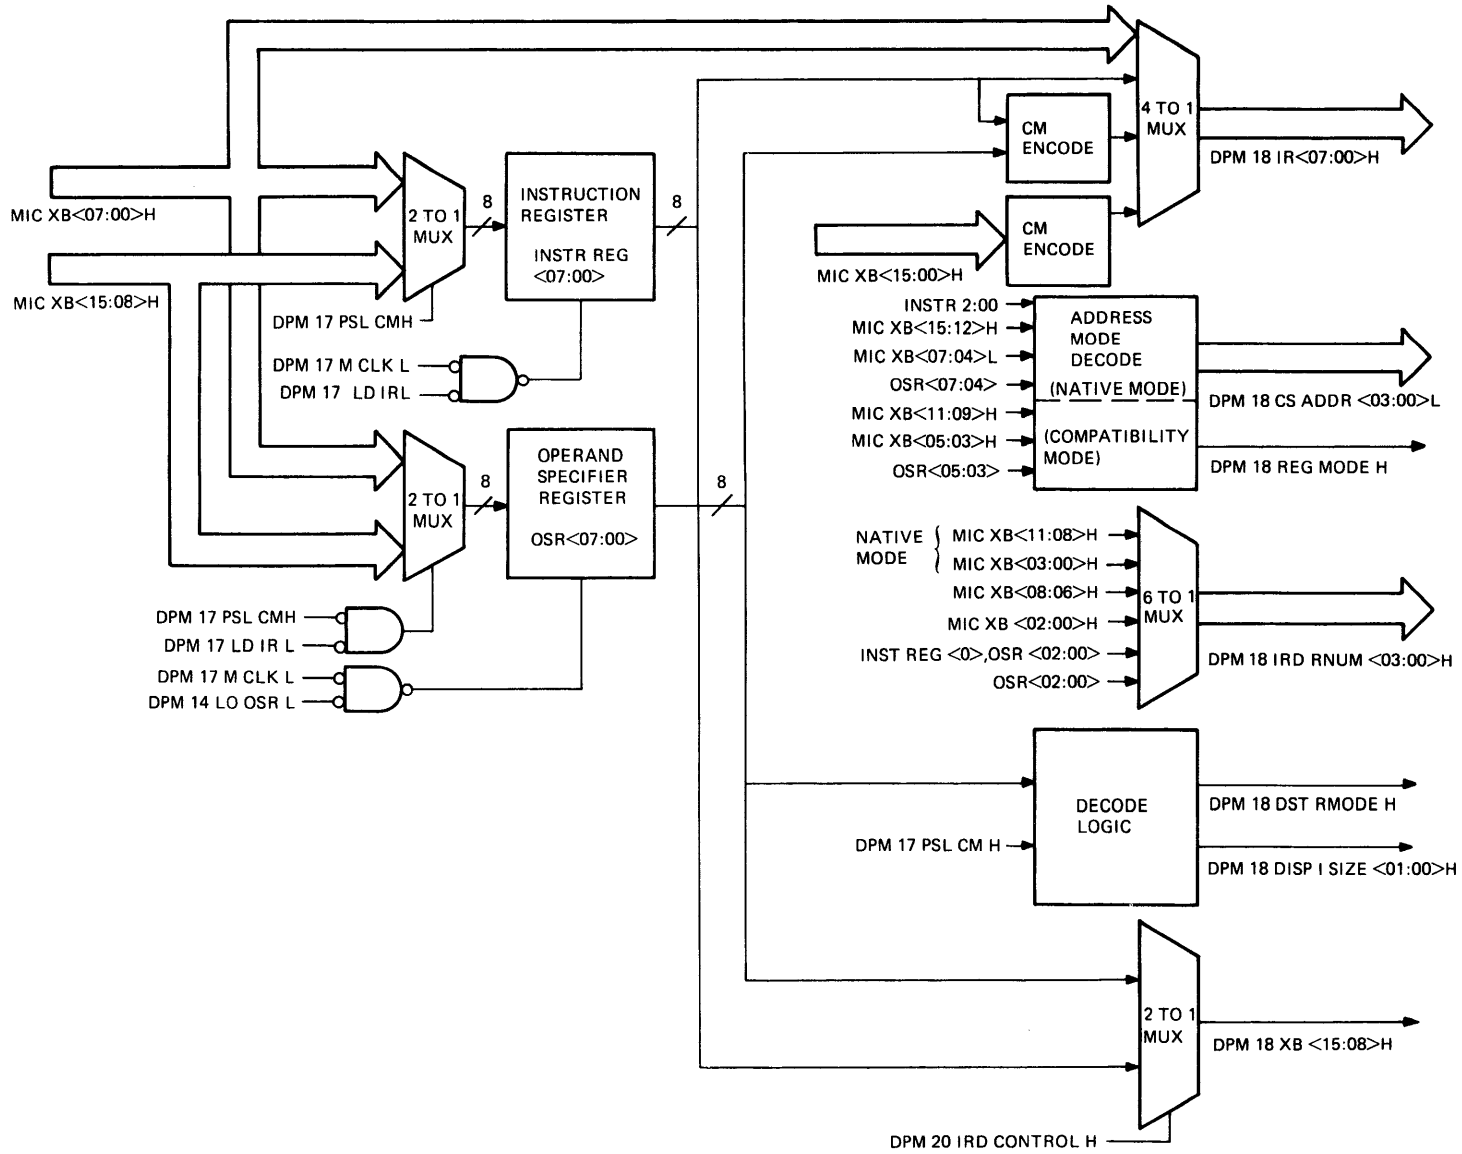 4 TO 1
MUX
DPM 18 IR<07:00>H
CM
ENCODE
MIC XB<07:00>H
2 TO 1
MUX
8
INSTRUCTION
REGISTER
INSTR REG
<07:00>
8
CM
ENCODE
MIC XB<15:00>H
MIC XB<15:08>H
DPM 17 PSL CMH
DPM 17 M CLK L
DPM 17 LD IRL
INSTR 2:00
MIC XB<15:12>H
MIC XB<07:04>L
OSR<07:04>
MIC XB<11:09>H
MIC XB<05:03>H
OSR<05:03>
ADDRESS
MODE
DECODE
(NATIVE MODE)
(COMPATIBILITY
MODE)
DPM 18 CS ADDR <03:00>L
DPM 18 REG MODE H
2 TO 1
MUX
8
OPERAND
SPECIFIER
REGISTER
OSR<07:00>
8
NATIVE
MODE
MIC XB<11:08>H
MIC XB<03:00>H
MIC XB<08:06>H
MIC XB <02:00>H
INST REG <0>,OSR <02:00>
OSR<02:00>
6 TO 1
MUX
DPM 18 IRD RNUM <03:00>H
DPM 17 PSL CMH
DPM 17 LD IR L
DPM 17 M CLK L
DPM 14 LO OSR L
DECODE
LOGIC
DPM 17 PSL CM H
DPM 18 DST RMODE H
DPM 18 DISP I SIZE <01:00>H
2 TO 1
MUX
DPM 18 XB <15:08>H
DPM 20 IRD CONTROL H